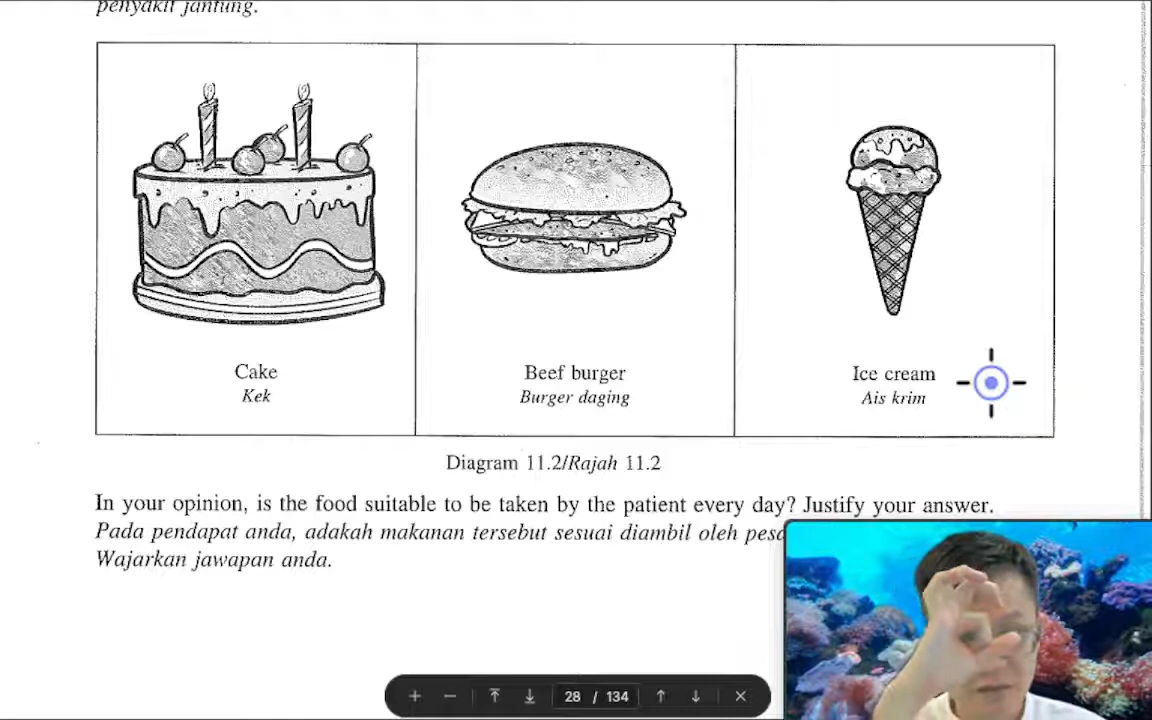 penyakit jantung.
Cake
Kek
Beef burger
Burger daging
Ice cream
Ais krim
Diagram 11.2/Rajah 11.2
In your opinion, is the food suitable to be taken by the patient every day? Justify your answer.
Pada pendapat anda, adakah makanan tersebut sesuai diambil oleh
Wajarkan jawapan anda.
28 / 134